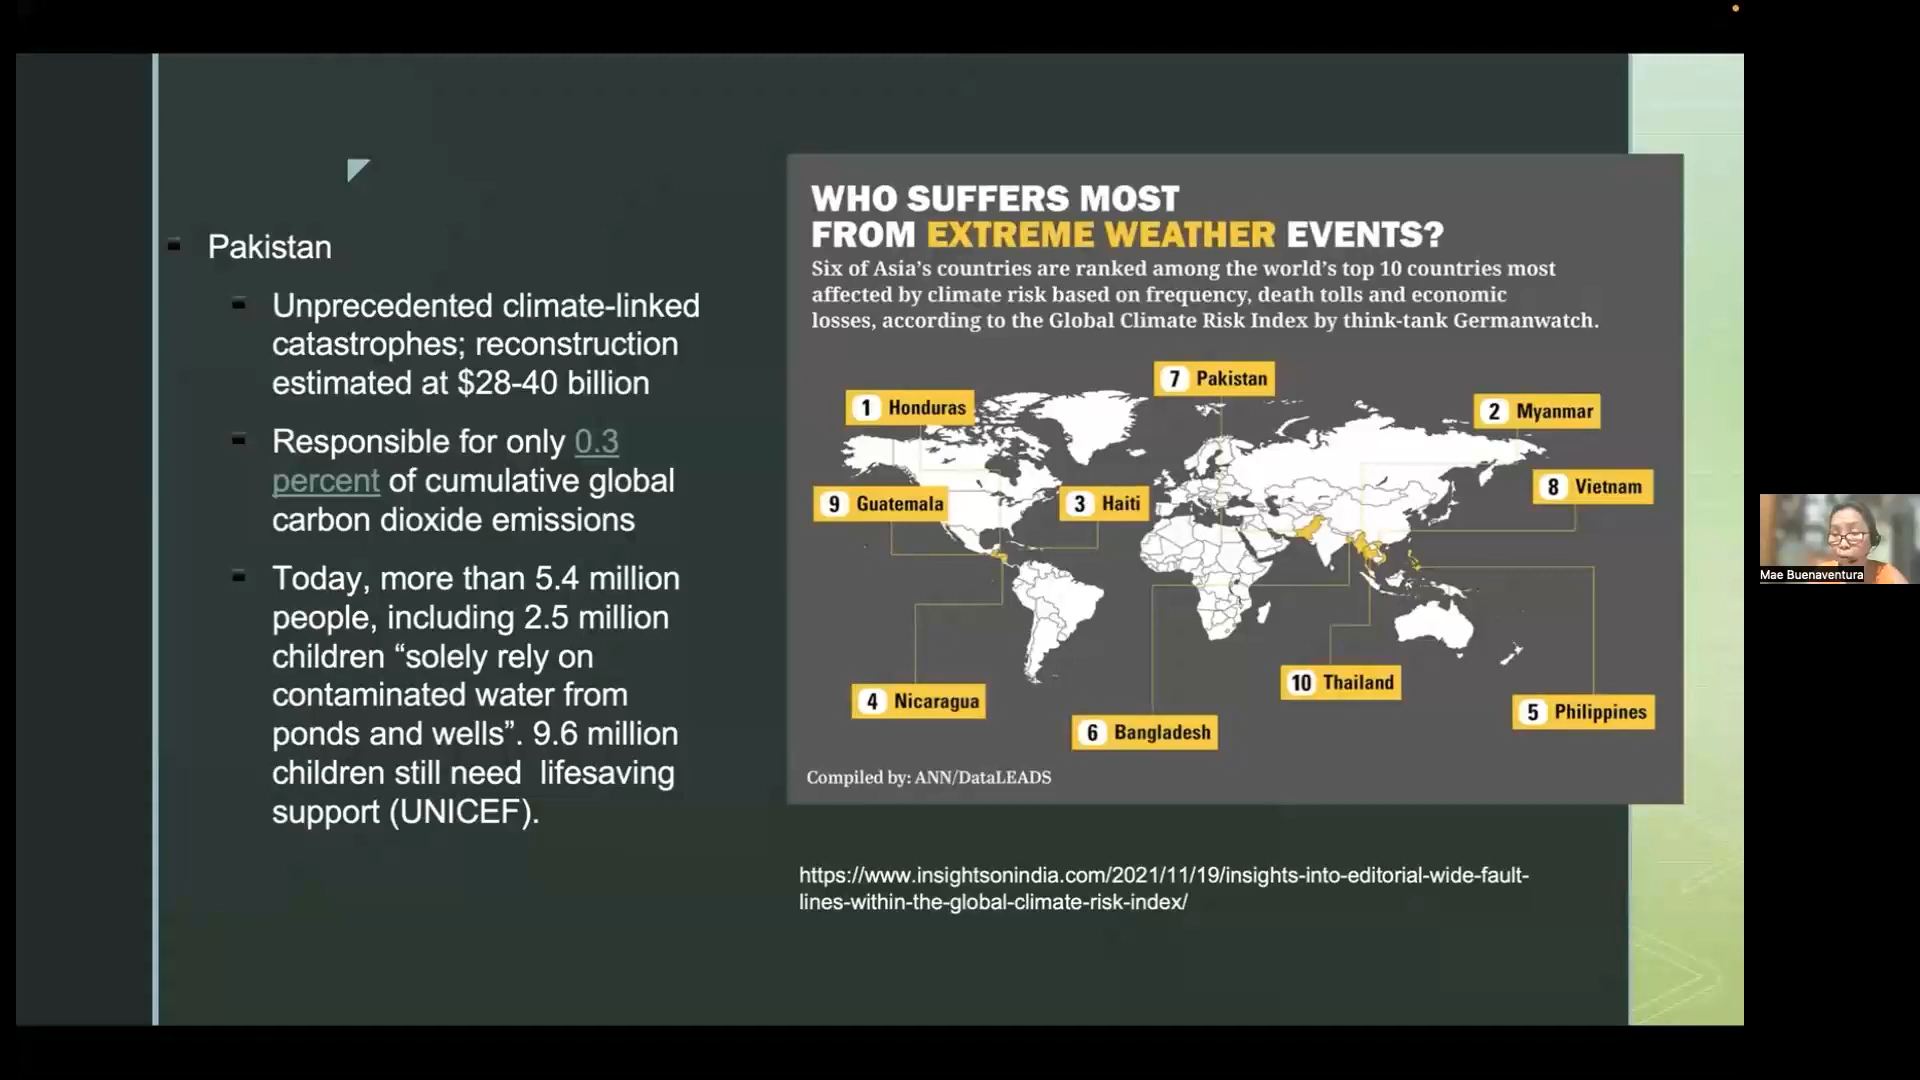 Pakistan
Unprecedented climate-linked
catastrophes; reconstruction
estimated at $28-40 billion
Responsible for only 0.3
percent of cumulative global
carbon dioxide emissions
Today, more than 5.4 million
people, including 2.5 million
children “solely rely on
contaminated water from
ponds and wells”. 9.6 million
children still need lifesaving
support (UNICEF).
WHO SUFFERS MOST
FROM EXTREME WEATHER EVENTS?
Six of Asia’s countries are ranked among the world’s top 10 countries most
affected by climate risk based on frequency, death tolls and economic
losses, according to the Global Climate Risk Index by think-tank Germanwatch.
7 Pakistan
1 Honduras
2 Myanmar
8 Vietnam
9 Guatemala
3 Haiti
10 Thailand
4 Nicaragua
5 Philippines
6 Bangladesh
Compiled by: ANN/DataLEADS
https://www.insightsonindia.com/2021/11/19/insights-into-editorial-wide-fault-
lines-within-the-global-climate-risk-index/
Mae Buenaventura